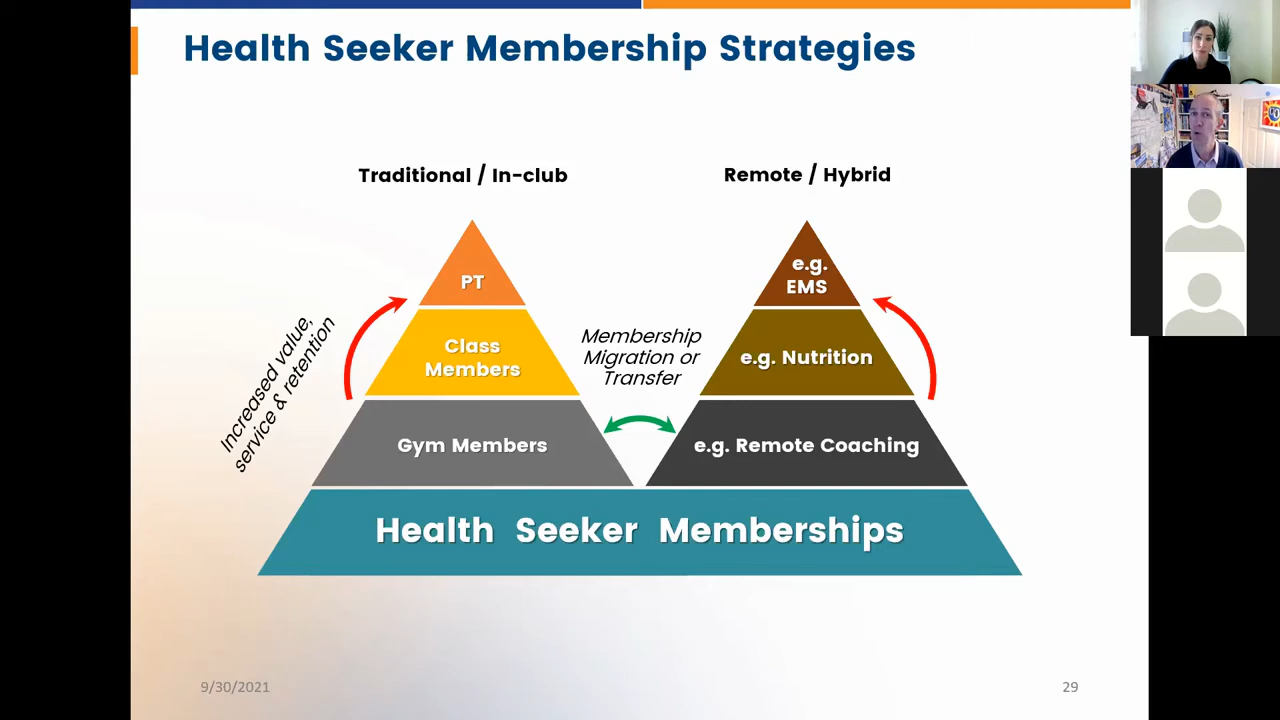 Health Seeker Membership Strategies
Traditional / In-club
Remote / Hybrid
PT
e.g.
EMS
Class
Members
Membership
Migration or
Transfer
e.g. Nutrition
Increased value,
service & retention
Gym Members
e.g. Remote Coaching
Health Seeker Memberships
9/30/2021
29